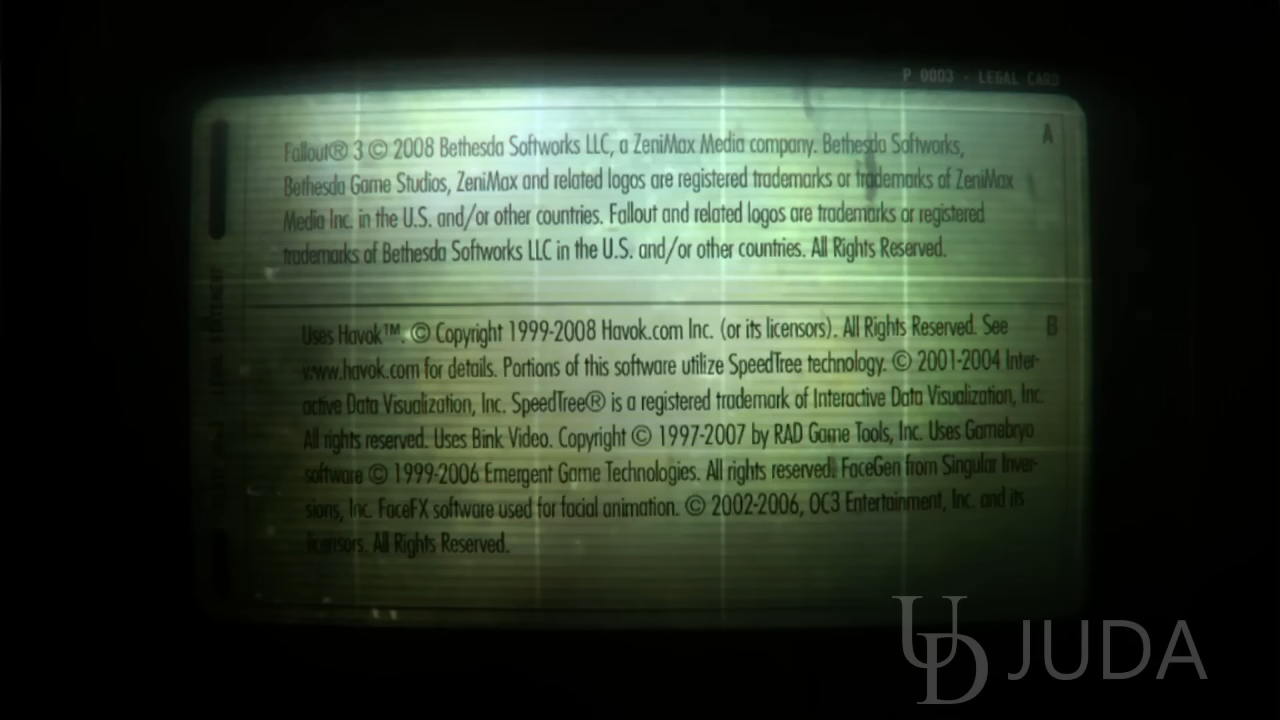 P 0003 - LEGAL CARD
A
Fallout® 3 © 2008 Bethesda Softworks LLC, a ZeniMax Media company. Bethesda Softworks,
Bethesda Game Studios, ZeniMax and related logos are registered trademarks or trademarks of ZeniMax
Media Inc. in the U.S. and/or other countries. Fallout and related logos are trademarks or registered
trademarks of Bethesda Softworks LLC in the U.S. and/or other countries. All Rights Reserved.
B
Uses Havok™. © Copyright 1999-2008 Havok.com Inc. (or its licensors). All Rights Reserved. See
www.havok.com for details. Portions of this software utilize SpeedTree technology. © 2001-2004 Inter-
active Data Visualization, Inc. SpeedTree® is a registered trademark of Interactive Data Visualization, Inc.
All rights reserved. Uses Bink Video. Copyright © 1997-2007 by RAD Game Tools, Inc. Uses Gamebryo
software © 1999-2006 Emergent Game Technologies. All rights reserved. FaceGen from Singular Inver-
sions, Inc. FaceFX software used for facial animation. © 2002-2006, OC3 Entertainment, Inc. and its
licensors. All Rights Reserved.
UD JUDA